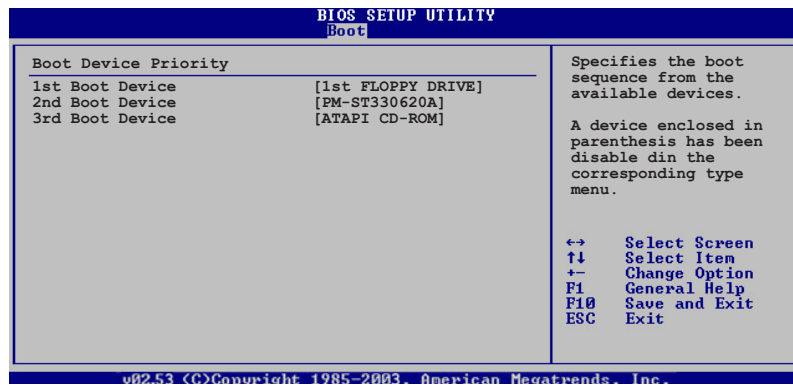 BIOS SETUP UTILITY
Boot
Boot Device Priority
1st Boot Device [1st FLOPPY DRIVE]
2nd Boot Device [PM-ST330620A]
3rd Boot Device [ATAPI CD-ROM]
Specifies the boot
sequence from the
available devices.
A device enclosed in
parenthesis has been
disable din the
corresponding type
menu.
←→ Select Screen
↑↓ Select Item
+- Change Option
F1 General Help
F10 Save and Exit
ESC Exit
v02.53 (C)Copyright 1985-2003, American Megatrends, Inc.